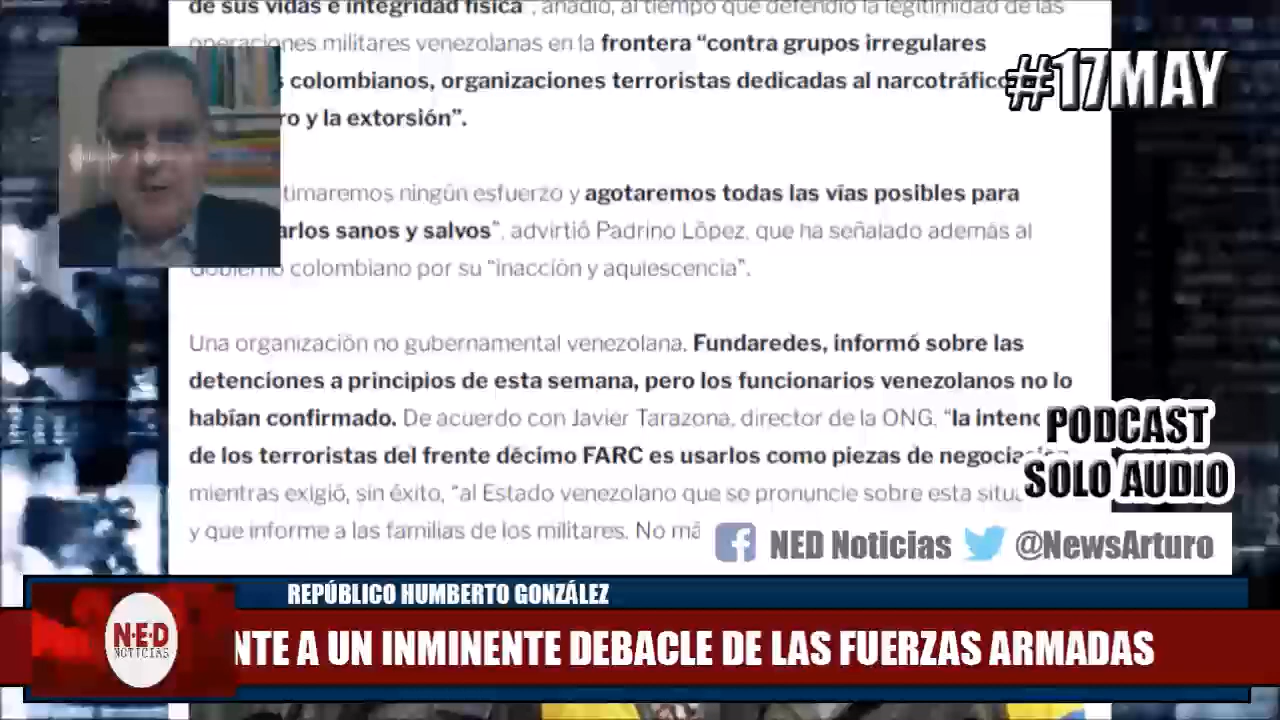 de sus vidas e integridad física", añadió, al tiempo que defendió la legitimidad de las
operaciones militares venezolanas en la frontera "contra grupos irregulares
colombianos, organizaciones terroristas dedicadas al narcotráfico
ro y la extorsión".
#17MAY
timaremos ningún esfuerzo y agotaremos todas las vías posibles para
arlos sanos y salvos", advirtió Padrino López, que ha señalado además al
Gobierno colombiano por su "inacción y aquiescencia".
Una organización no gubernamental venezolana, Fundaredes, informó sobre las
detenciones a principios de esta semana, pero los funcionarios venezolanos no lo
habían confirmado. De acuerdo con Javier Tarazona, director de la ONG, "la intenc
de los terroristas del frente décimo FARC es usarlos como piezas de negociación
mientras exigió, sin éxito, "al Estado venezolano que se pronuncie sobre esta situ
y que informe a las familias de los militares. No má
PODCAST
SOLO AUDIO
NED Noticias @NewsArturo
REPÚBLICO HUMBERTO GONZÁLEZ
N·E·D
NOTICIAS
NTE A UN INMINENTE DEBACLE DE LAS FUERZAS ARMADAS